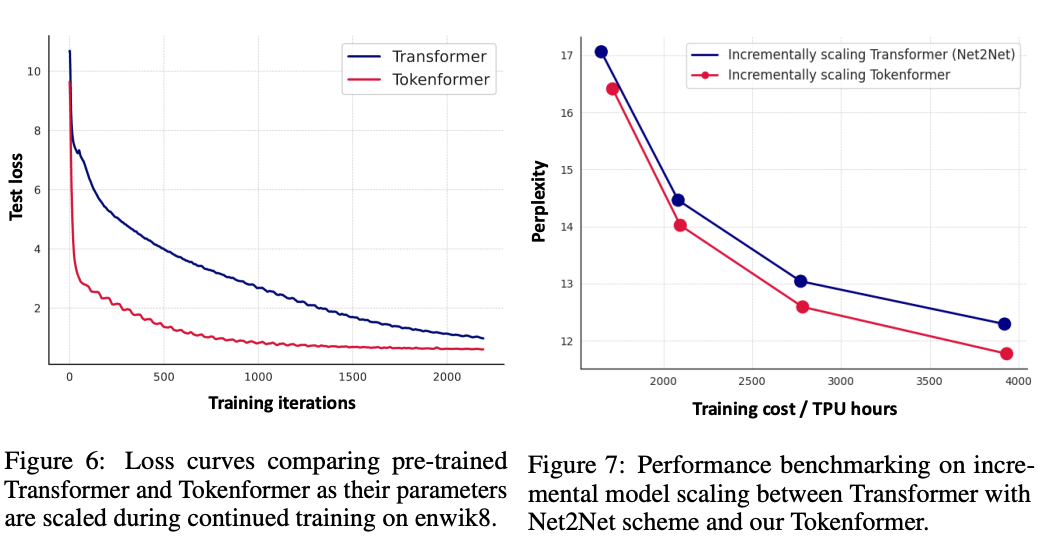 Transformer
Tokenformer
10
8
6
4
2
Test loss
0
500
1000
1500
2000
Training iterations
Figure 6: Loss curves comparing pre-trained
Transformer and Tokenformer as their parameters
are scaled during continued training on enwik8.
Incrementally scaling Transformer (Net2Net)
Incrementally scaling Tokenformer
17
16
15
14
13
12
Perplexity
2000
2500
3000
3500
4000
Training cost / TPU hours
Figure 7: Performance benchmarking on incre-
mental model scaling between Transformer with
Net2Net scheme and our Tokenformer.